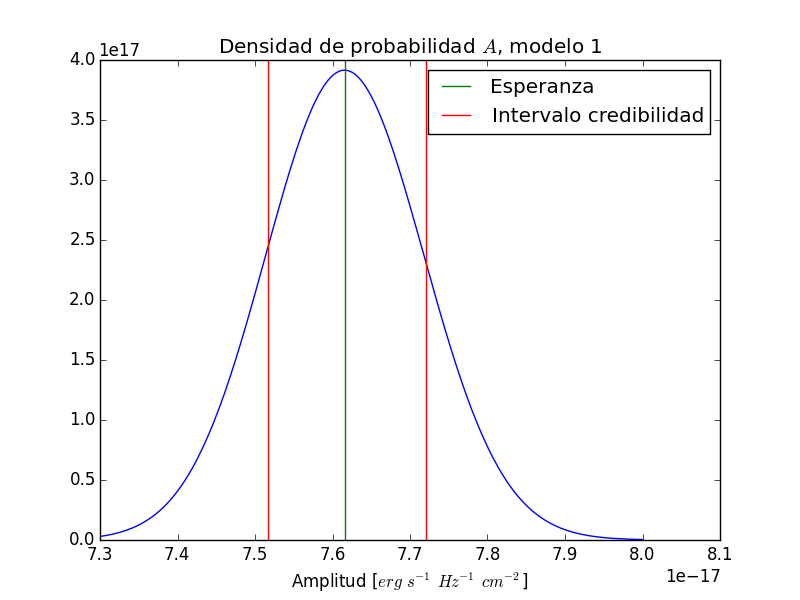 Densidad de probabilidad A, modelo 1
1e17
4.0
3.5
3.0
2.5
2.0
1.5
1.0
0.5
0.0
Esperanza
Intervalo credibilidad
7.3 7.4 7.5 7.6 7.7 7.8 7.9 8.0 8.1
1e−17
Amplitud [erg s⁻¹ Hz⁻¹ cm⁻²]